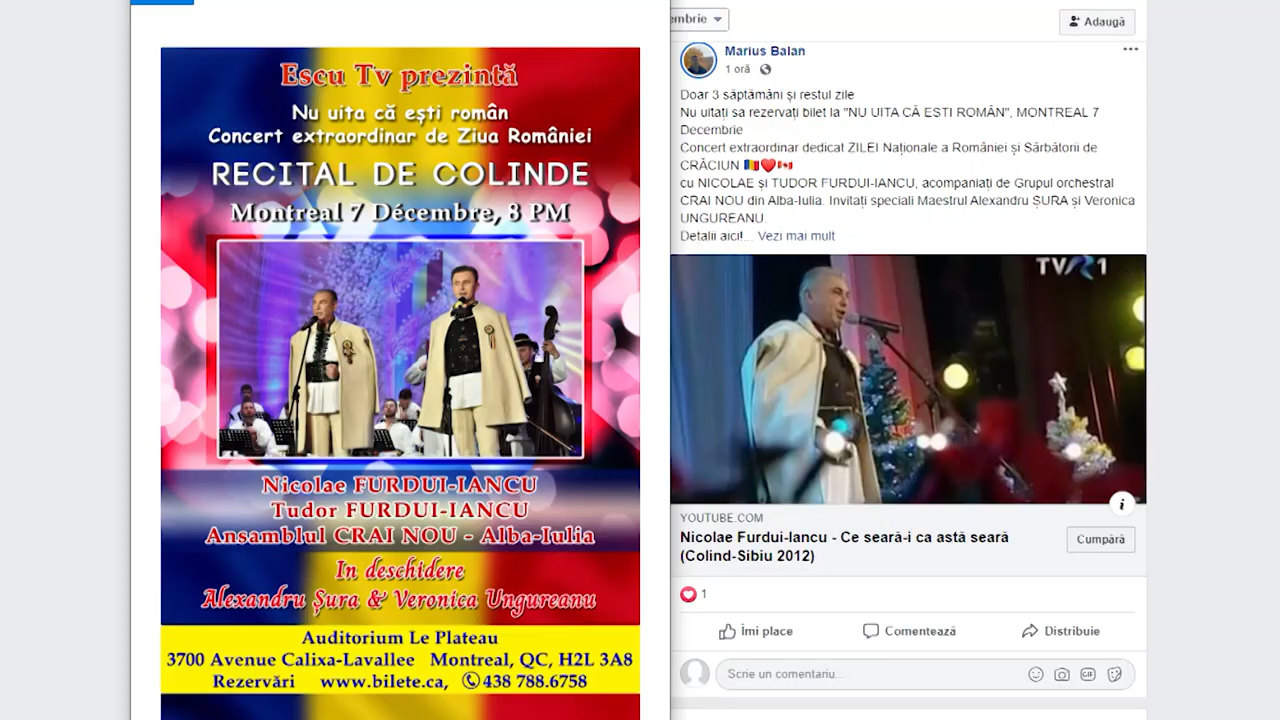 Escu Tv prezintă
Nu uita că ești român
Concert extraordinar de Ziua României
RECITAL DE COLINDE
Montreal 7 Décembre, 8 PM
Nicolae FURDUI-IANCU
Tudor FURDUI-IANCU
Ansamblul CRAI NOU - Alba-Iulia
In deschidere
Alexandru Șura & Veronica Ungureanu
Auditorium Le Plateau
3700 Avenue Calixa-Lavallee Montreal, QC, H2L 3A8
Rezervări www.bilete.ca, 438 788.6758
embrie
Adaugă
Marius Balan
1 oră
Doar 3 săptămâni și restul zile
Nu uitați sa rezervați bilet la "NU UITA CĂ ESTI ROMÂN", MONTREAL 7
Decembrie
Concert extraordinar dedicat ZILEI Naționale a României și Sărbătorii de
CRĂCIUN
cu NICOLAE și TUDOR FURDUI-IANCU, acompaniați de Grupul orchestral
CRAI NOU din Alba-Iulia. Invitați speciali Maestrul Alexandru ȘURA și Veronica
UNGUREANU.
Detalii aici!... Vezi mai mult
TVR1
YOUTUBE.COM
Nicolae Furdui-Iancu - Ce seară-i ca astă seară
(Colind-Sibiu 2012)
Cumpără
1
Îmi place
Comentează
Distribuie
Scrie un comentariu...
GIF